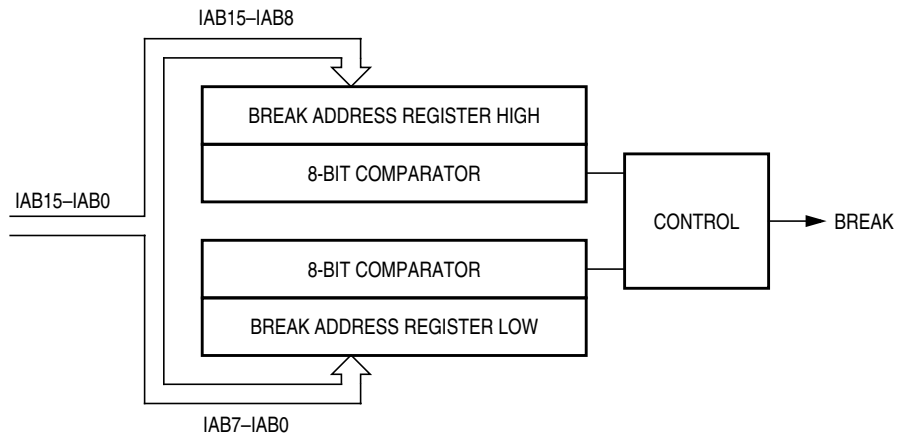 IAB15–IAB8
BREAK ADDRESS REGISTER HIGH
8-BIT COMPARATOR
IAB15–IAB0
CONTROL
BREAK
8-BIT COMPARATOR
BREAK ADDRESS REGISTER LOW
IAB7–IAB0